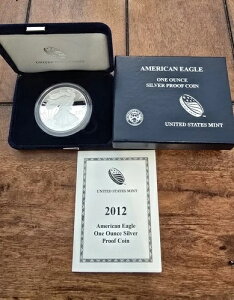 AMERICAN EAGLE
ONE OUNCE
SILVER PROOF COIN
UNITED STATES MINT
UNITED STATES MINT
2012
American Eagle
One Ounce Silver
Proof Coin